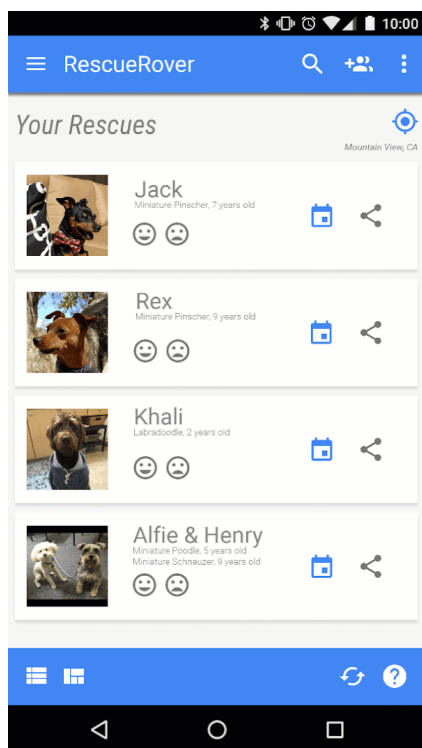 10:00
RescueRover
Your Rescues
Mountain View, CA
Jack
Miniature Pinscher, 7 years old
Rex
Miniature Pinscher, 9 years old
Khali
Labradoodle, 2 years old
Alfie & Henry
Miniature Poodle, 5 years old
Miniature Schnauzer, 9 years old